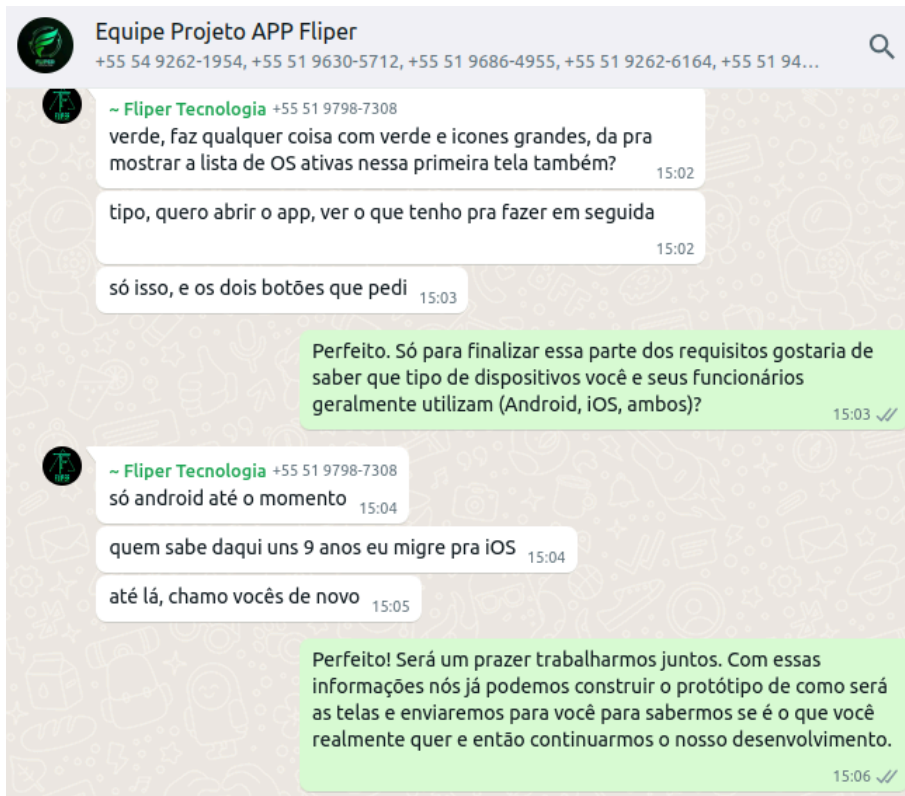 Equipe Projeto APP Fliper
+55 54 9262-1954, +55 51 9630-5712, +55 51 9686-4955, +55 51 9262-6164, +55 51 94...
~ Fliper Tecnologia +55 51 9798-7308
verde, faz qualquer coisa com verde e icones grandes, da pra
mostrar a lista de OS ativas nessa primeira tela também?
15:02
tipo, quero abrir o app, ver o que tenho pra fazer em seguida
15:02
só isso, e os dois botões que pedi 15:03
Perfeito. Só para finalizar essa parte dos requisitos gostaria de
saber que tipo de dispositivos você e seus funcionários
geralmente utilizam (Android, iOS, ambos)?
15:03
~ Fliper Tecnologia +55 51 9798-7308
só android até o momento 15:04
quem sabe daqui uns 9 anos eu migre pra iOS 15:04
até lá, chamo vocês de novo 15:05
Perfeito! Será um prazer trabalharmos juntos. Com essas
informações nós já podemos construir o protótipo de como será
as telas e enviaremos para você para sabermos se é o que você
realmente quer e então continuarmos o nosso desenvolvimento.
15:06